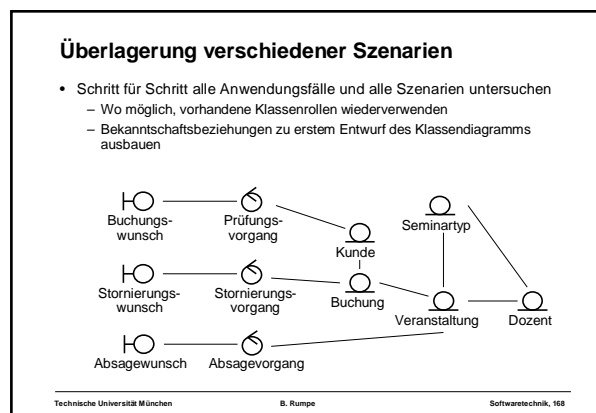 Überlagerung verschiedener Szenarien
• Schritt für Schritt alle Anwendungsfälle und alle Szenarien untersuchen
– Wo möglich, vorhandene Klassenrollen wiederverwenden
– Bekanntschaftsbeziehungen zu erstem Entwurf des Klassendiagramms
ausbauen
Buchungs-
wunsch
Prüfungs-
vorgang
Kunde
Seminartyp
Stornierungs-
wunsch
Stornierungs-
vorgang
Buchung
Veranstaltung
Dozent
Absagewunsch
Absagevorgang
Technische Universität München B. Rumpe Softwaretechnik, 168